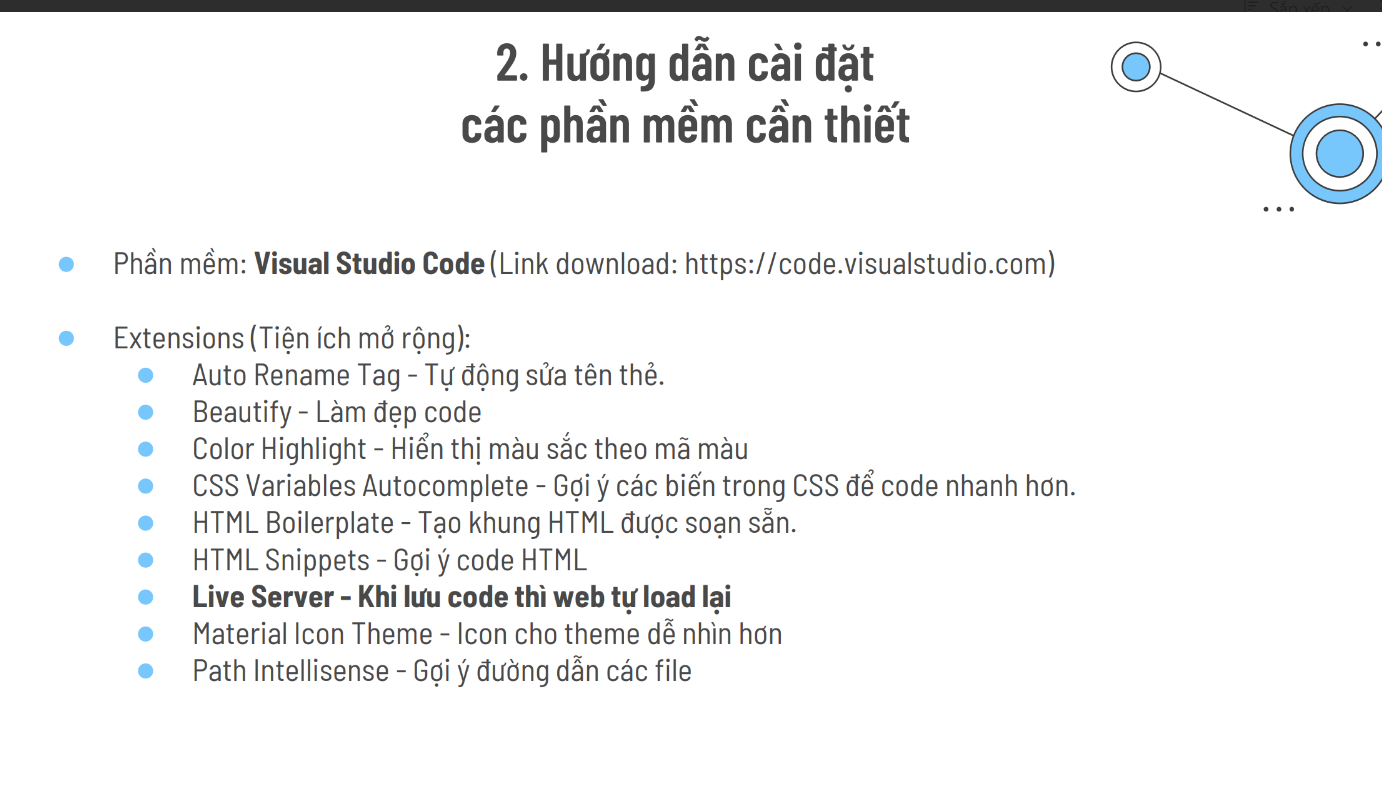 2. Hướng dẫn cài đặt
các phần mềm cần thiết
Phần mềm: Visual Studio Code (Link download: https://code.visualstudio.com)
Extensions (Tiện ích mở rộng):
Auto Rename Tag - Tự động sửa tên thẻ.
Beautify - Làm đẹp code
Color Highlight - Hiển thị màu sắc theo mã màu
CSS Variables Autocomplete - Gợi ý các biến trong CSS để code nhanh hơn.
HTML Boilerplate - Tạo khung HTML được soạn sẵn.
HTML Snippets - Gợi ý code HTML
Live Server - Khi lưu code thì web tự load lại
Material Icon Theme - Icon cho theme dễ nhìn hơn
Path Intellisense - Gợi ý đường dẫn các file